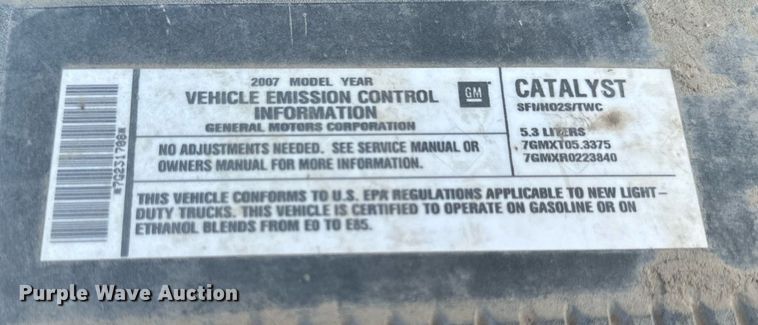 2007 MODEL YEAR
VEHICLE EMISSION CONTROL
INFORMATION
GENERAL MOTORS CORPORATION
GM
CATALYST
SFI/HO2S/TWC
5.3 LITERS
7GMXT05.3375
7GMXR0223840
NO ADJUSTMENTS NEEDED. SEE SERVICE MANUAL OR
OWNERS MANUAL FOR MORE INFORMATION.
THIS VEHICLE CONFORMS TO U.S. EPA REGULATIONS APPLICABLE TO NEW LIGHT-
DUTY TRUCKS. THIS VEHICLE IS CERTIFIED TO OPERATE ON GASOLINE OR ON
ETHANOL BLENDS FROM E0 TO E85.
Purple Wave Auction